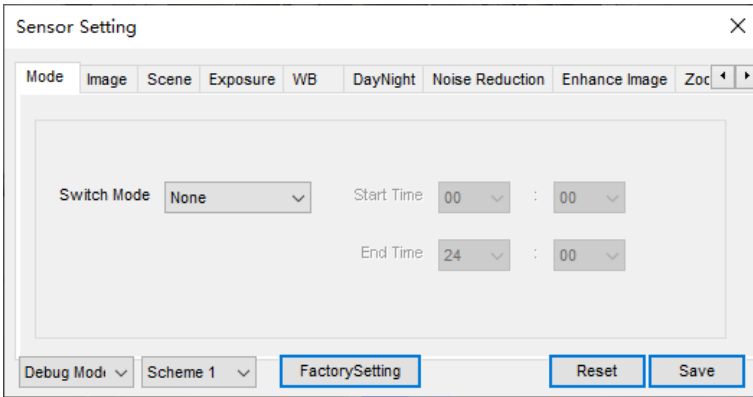 Sensor Setting
Mode Image Scene Exposure WB DayNight Noise Reduction Enhance Image
Switch Mode None Start Time 00 : 00
End Time 24 : 00
Debug Scheme 1 FactorySetting Reset Save